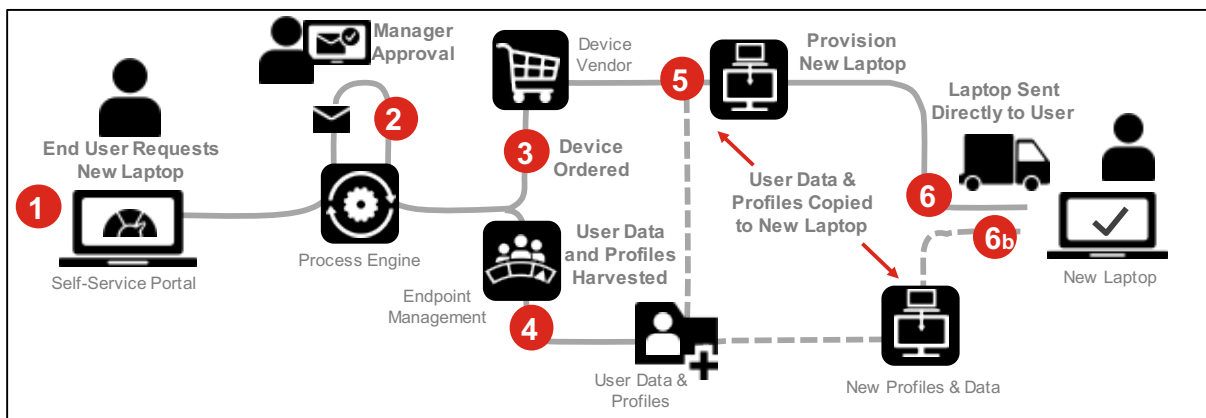 1
End User Requests
New Laptop
Self-Service Portal
Manager
Approval
2
Process Engine
Device
Vendor
3
Device
Ordered
User Data
and Profiles
Harvested
Endpoint
Management
4
User Data &
Profiles
5
Provision
New Laptop
User Data &
Profiles Copied
to New Laptop
New Profiles & Data
Laptop Sent
Directly to User
6
6b
New Laptop